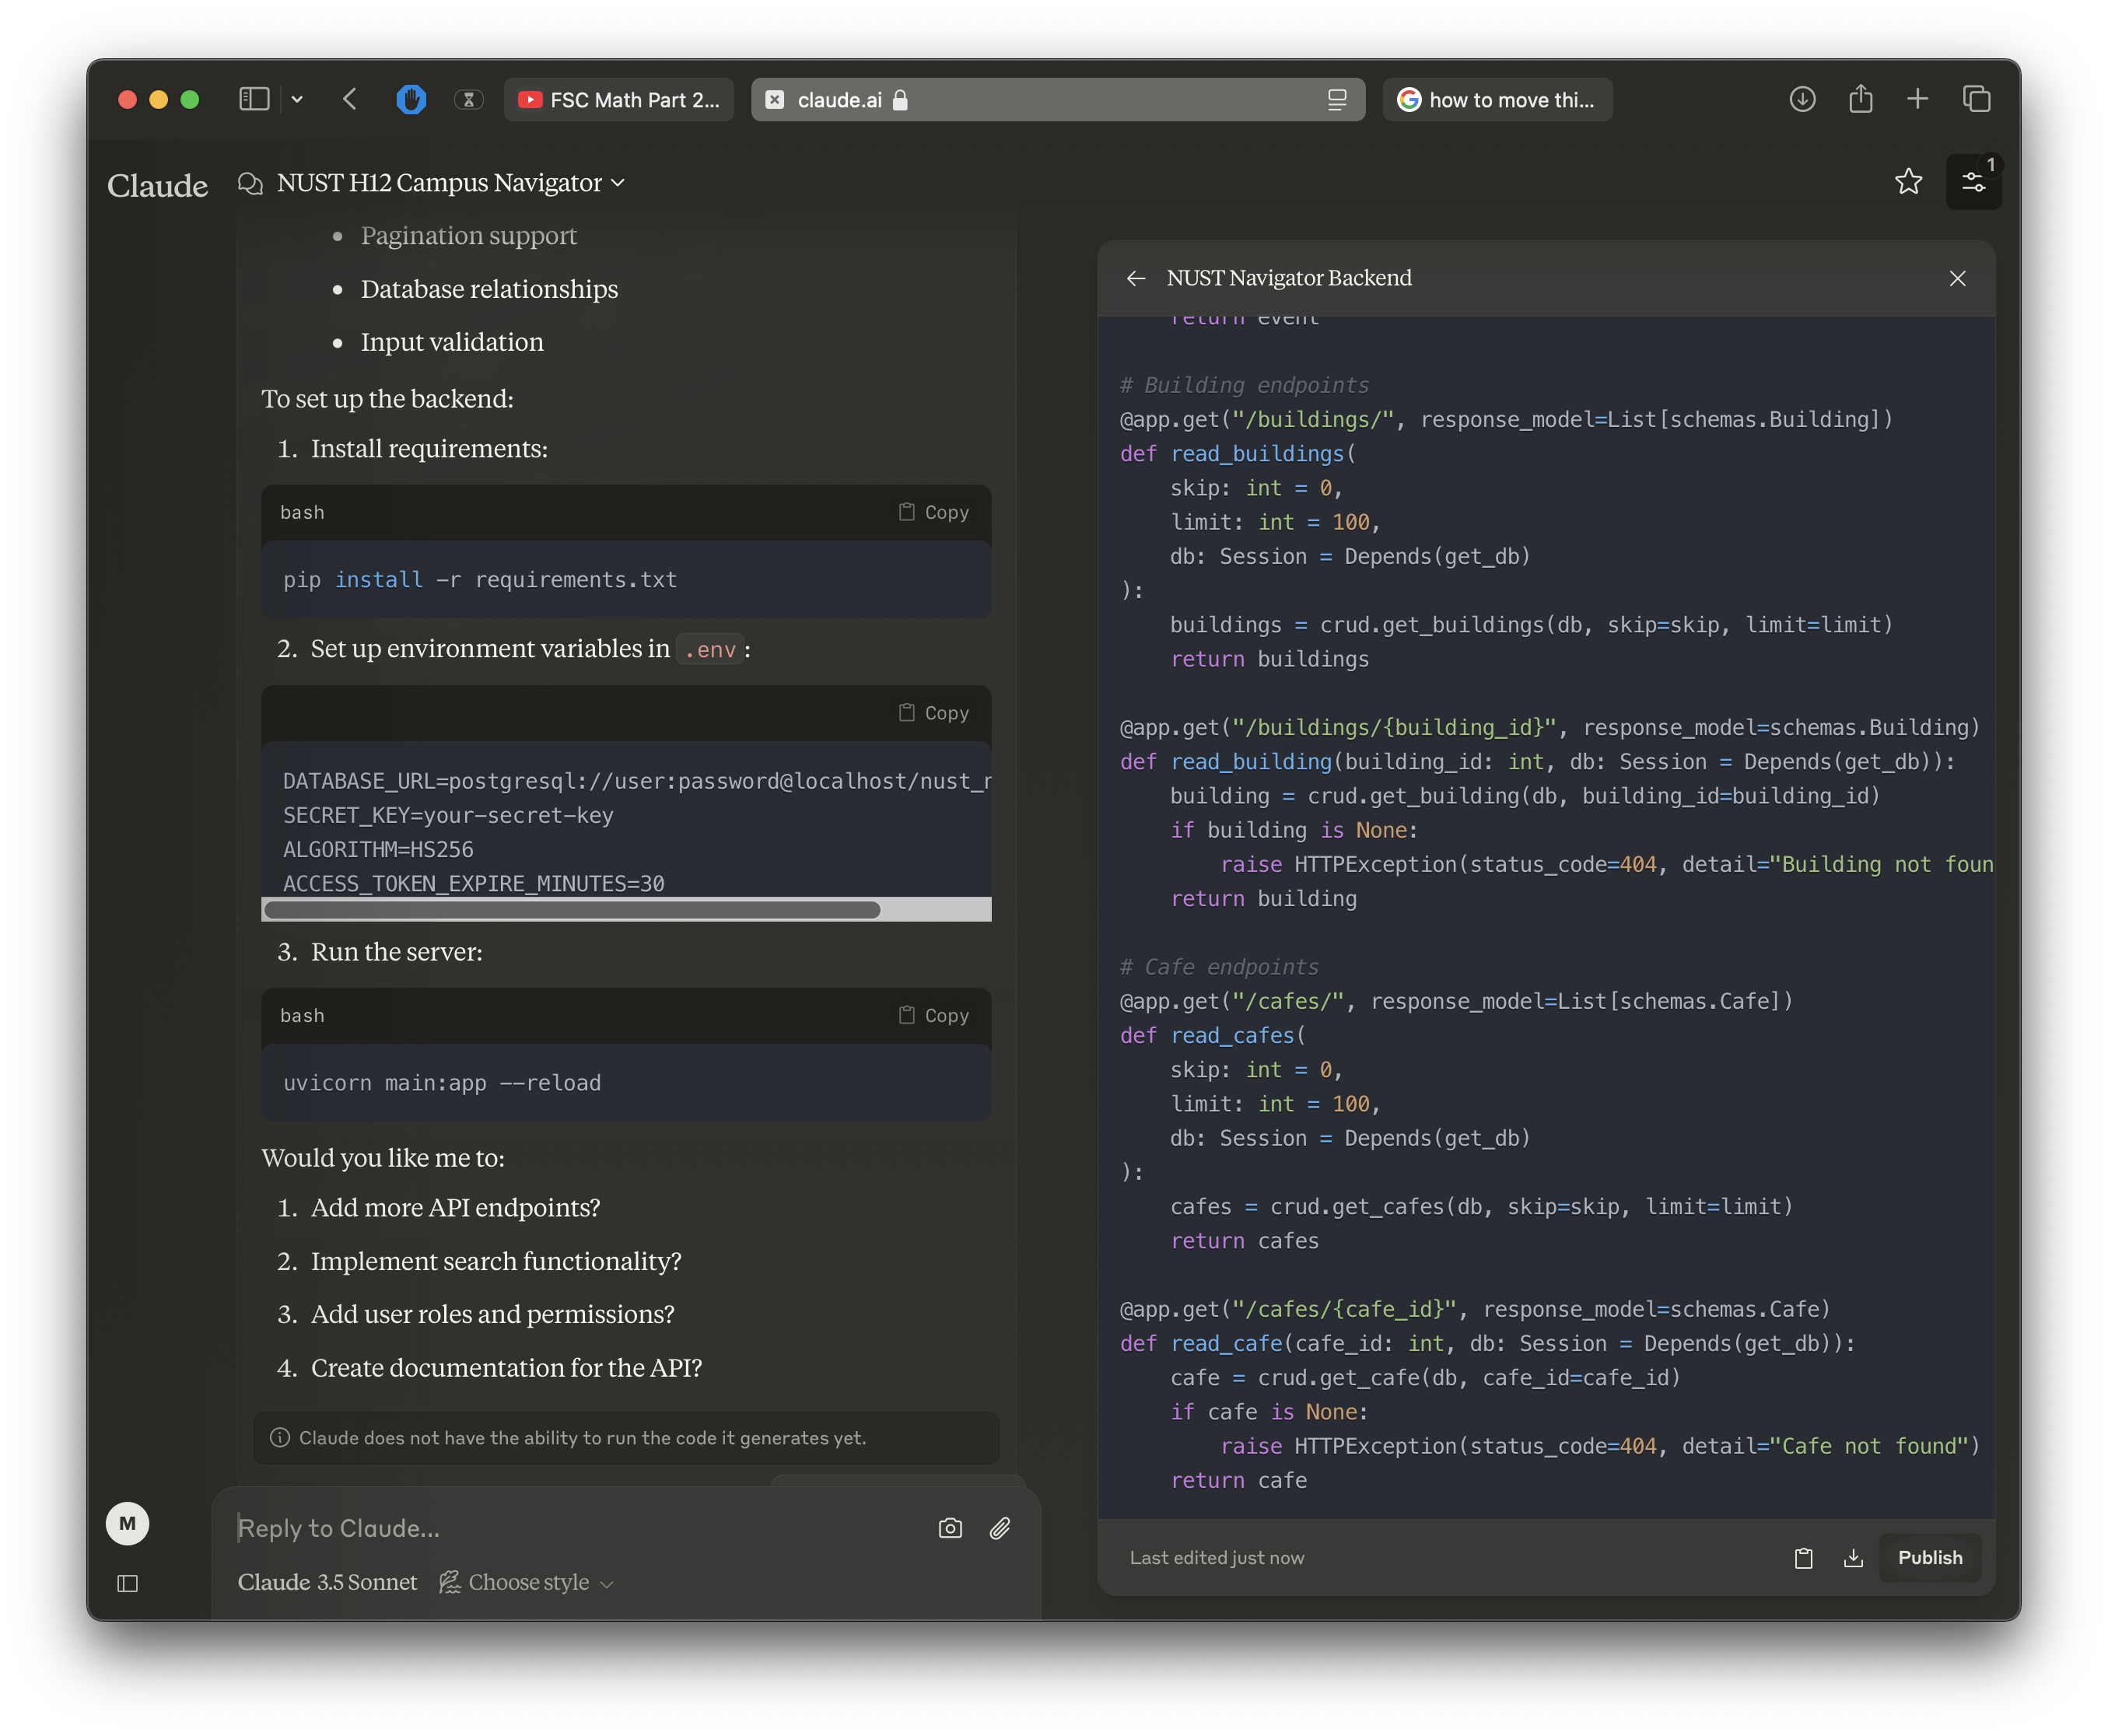 FSC Math Part 2...
claude.ai
how to move thi...
Claude
NUST H12 Campus Navigator
1
Pagination support
Database relationships
Input validation
To set up the backend:
1. Install requirements:
bash
Copy
pip install -r requirements.txt
2. Set up environment variables in .env:
Copy
DATABASE_URL=postgresql://user:password@localhost/nust_n
SECRET_KEY=your-secret-key
ALGORITHM=HS256
ACCESS_TOKEN_EXPIRE_MINUTES=30
3. Run the server:
bash
Copy
uvicorn main:app --reload
Would you like me to:
1. Add more API endpoints?
2. Implement search functionality?
3. Add user roles and permissions?
4. Create documentation for the API?
Claude does not have the ability to run the code it generates yet.
M
Reply to Claude...
Claude 3.5 Sonnet
Choose style
NUST Navigator Backend
return event
# Building endpoints
@app.get("/buildings/", response_model=List[schemas.Building])
def read_buildings(
    skip: int = 0,
    limit: int = 100,
    db: Session = Depends(get_db)
):
    buildings = crud.get_buildings(db, skip=skip, limit=limit)
    return buildings
@app.get("/buildings/{building_id}", response_model=schemas.Building)
def read_building(building_id: int, db: Session = Depends(get_db)):
    building = crud.get_building(db, building_id=building_id)
    if building is None:
        raise HTTPException(status_code=404, detail="Building not foun
    return building
# Cafe endpoints
@app.get("/cafes/", response_model=List[schemas.Cafe])
def read_cafes(
    skip: int = 0,
    limit: int = 100,
    db: Session = Depends(get_db)
):
    cafes = crud.get_cafes(db, skip=skip, limit=limit)
    return cafes
@app.get("/cafes/{cafe_id}", response_model=schemas.Cafe)
def read_cafe(cafe_id: int, db: Session = Depends(get_db)):
    cafe = crud.get_cafe(db, cafe_id=cafe_id)
    if cafe is None:
        raise HTTPException(status_code=404, detail="Cafe not found")
    return cafe
Last edited just now
Publish